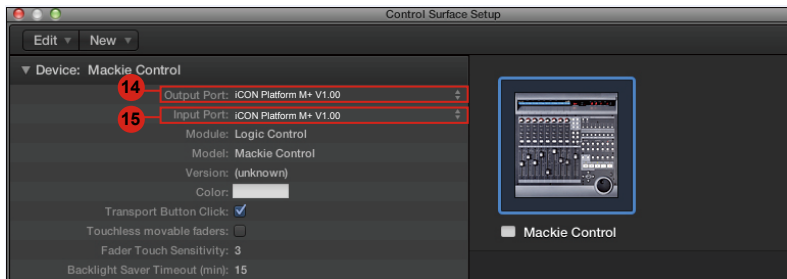 Control Surface Setup
Edit New
Device: Mackie Control
14 Output Port: iCON Platform M+ V1.00
15 Input Port: iCON Platform M+ V1.00
Module: Logic Control
Model: Mackie Control
Version: (unknown)
Color:
Transport Button Click:
Touchless movable faders:
Fader Touch Sensitivity: 3
Backlight Saver Timeout (min): 15
Mackie Control